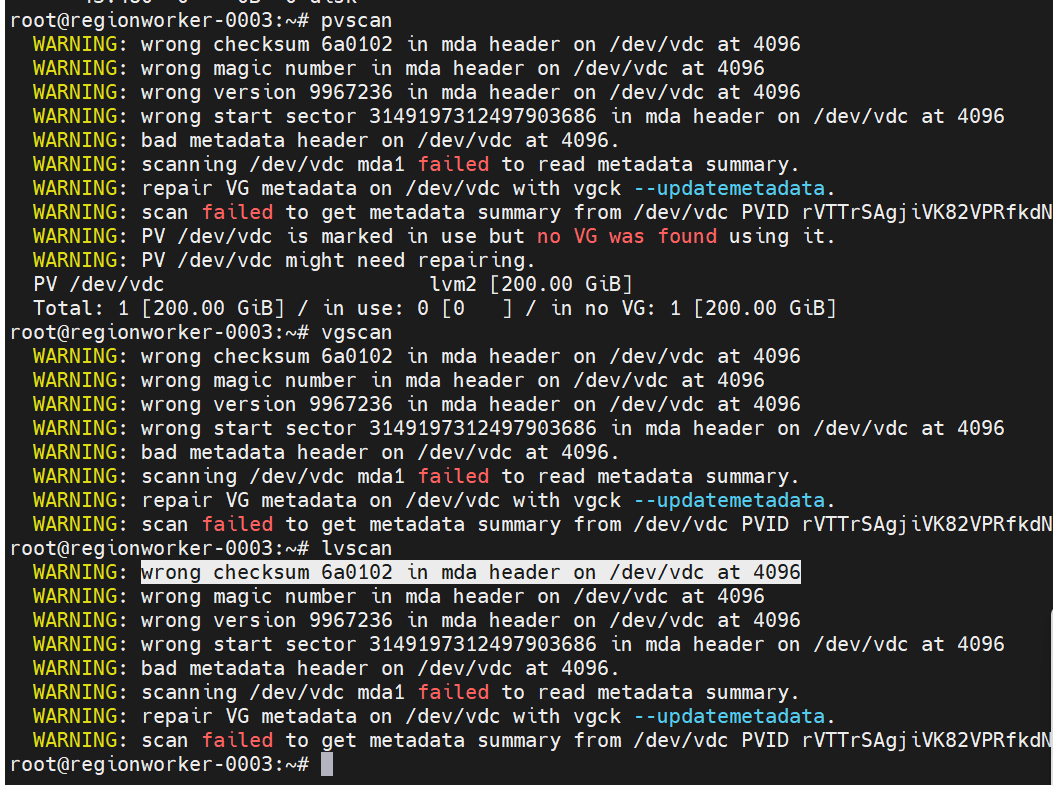 root@regionworker-0003:~# pvscan
WARNING: wrong checksum 6a0102 in mda header on /dev/vdc at 4096
WARNING: wrong magic number in mda header on /dev/vdc at 4096
WARNING: wrong version 9967236 in mda header on /dev/vdc at 4096
WARNING: wrong start sector 3149197312497903686 in mda header on /dev/vdc at 4096
WARNING: bad metadata header on /dev/vdc at 4096.
WARNING: scanning /dev/vdc mda1 failed to read metadata summary.
WARNING: repair VG metadata on /dev/vdc with vgck --updatemetadata.
WARNING: scan failed to get metadata summary from /dev/vdc PVID rVTTrSAgjiVK82VPRfkdN
WARNING: PV /dev/vdc is marked in use but no VG was found using it.
WARNING: PV /dev/vdc might need repairing.
PV /dev/vdc lvm2 [200.00 GiB]
Total: 1 [200.00 GiB] / in use: 0 [0 ] / in no VG: 1 [200.00 GiB]
root@regionworker-0003:~# vgscan
WARNING: wrong checksum 6a0102 in mda header on /dev/vdc at 4096
WARNING: wrong magic number in mda header on /dev/vdc at 4096
WARNING: wrong version 9967236 in mda header on /dev/vdc at 4096
WARNING: wrong start sector 3149197312497903686 in mda header on /dev/vdc at 4096
WARNING: bad metadata header on /dev/vdc at 4096.
WARNING: scanning /dev/vdc mda1 failed to read metadata summary.
WARNING: repair VG metadata on /dev/vdc with vgck --updatemetadata.
WARNING: scan failed to get metadata summary from /dev/vdc PVID rVTTrSAgjiVK82VPRfkdN
root@regionworker-0003:~# lvscan
WARNING: wrong checksum 6a0102 in mda header on /dev/vdc at 4096
WARNING: wrong magic number in mda header on /dev/vdc at 4096
WARNING: wrong version 9967236 in mda header on /dev/vdc at 4096
WARNING: wrong start sector 3149197312497903686 in mda header on /dev/vdc at 4096
WARNING: bad metadata header on /dev/vdc at 4096.
WARNING: scanning /dev/vdc mda1 failed to read metadata summary.
WARNING: repair VG metadata on /dev/vdc with vgck --updatemetadata.
WARNING: scan failed to get metadata summary from /dev/vdc PVID rVTTrSAgjiVK82VPRfkdN
root@regionworker-0003:~#